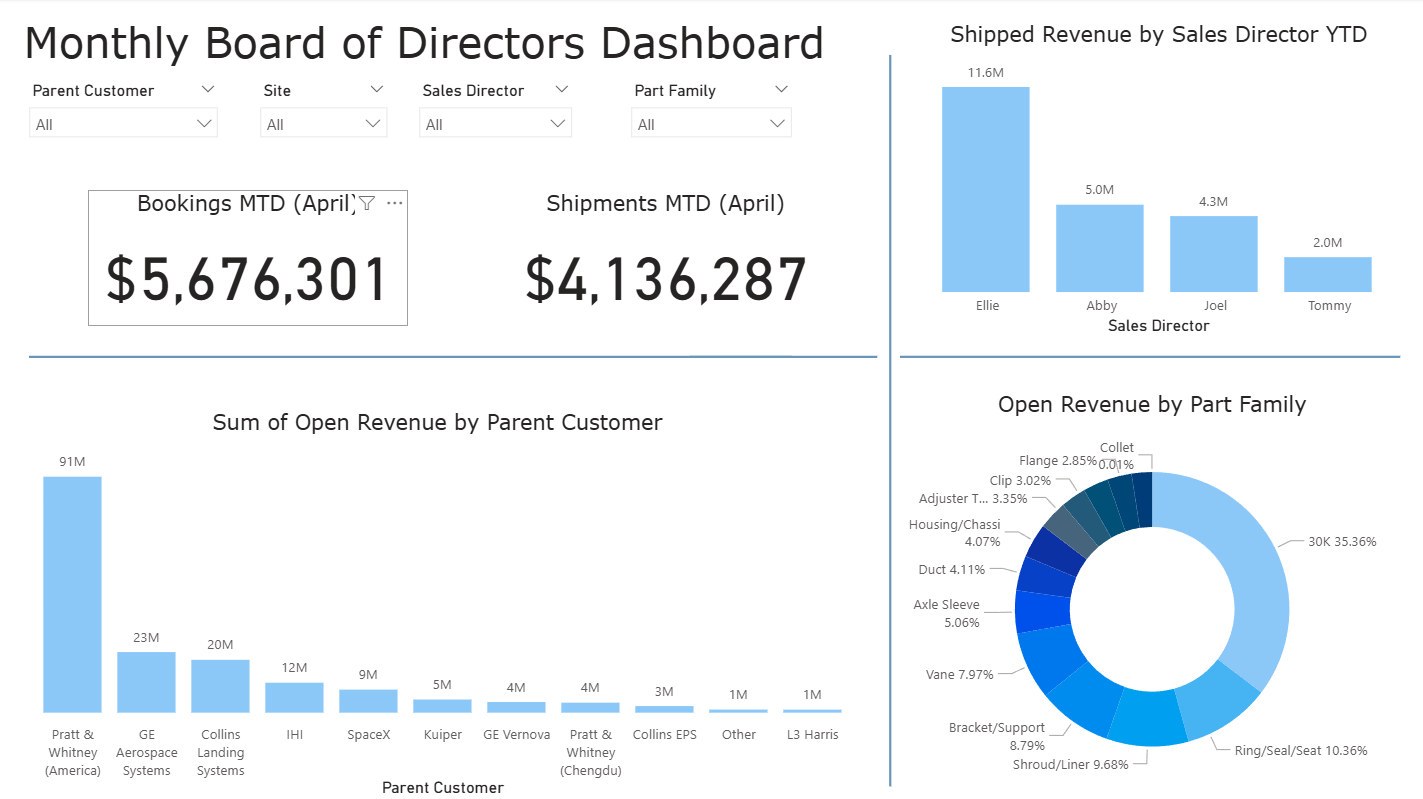 Monthly Board of Directors Dashboard
Parent Customer
All
Site
All
Sales Director
All
Part Family
All
Bookings MTD (April)
$5,676,301
Shipments MTD (April)
$4,136,287
Shipped Revenue by Sales Director YTD
11.6M
5.0M
4.3M
2.0M
Ellie
Abby
Joel
Tommy
Sales Director
Sum of Open Revenue by Parent Customer
91M
23M
20M
12M
9M
5M
4M
4M
3M
1M
1M
Pratt &
Whitney
(America)
GE
Aerospace
Systems
Collins
Landing
Systems
IHI
SpaceX
Kuiper
GE Vernova
Pratt &
Whitney
(Chengdu)
Collins EPS
Other
L3 Harris
Parent Customer
Open Revenue by Part Family
Collet
0.01%
Flange 2.85%
Clip 3.02%
Adjuster T... 3.35%
Housing/Chassi
4.07%
Duct 4.11%
Axle Sleeve
5.06%
Vane 7.97%
Bracket/Support
8.79%
Shroud/Liner 9.68%
Ring/Seal/Seat 10.36%
30K 35.36%